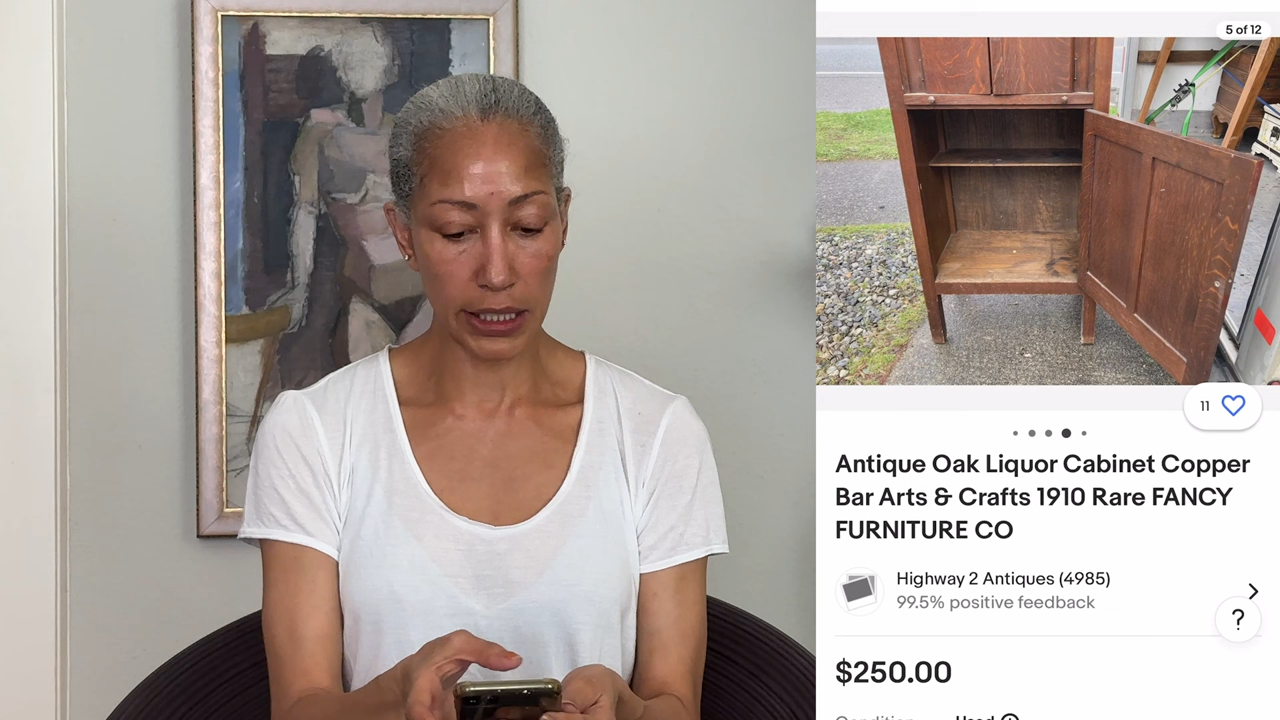 5 of 12
11
Antique Oak Liquor Cabinet Copper
Bar Arts & Crafts 1910 Rare FANCY
FURNITURE CO
Highway 2 Antiques (4985)
99.5% positive feedback
?
$250.00
Condition Used